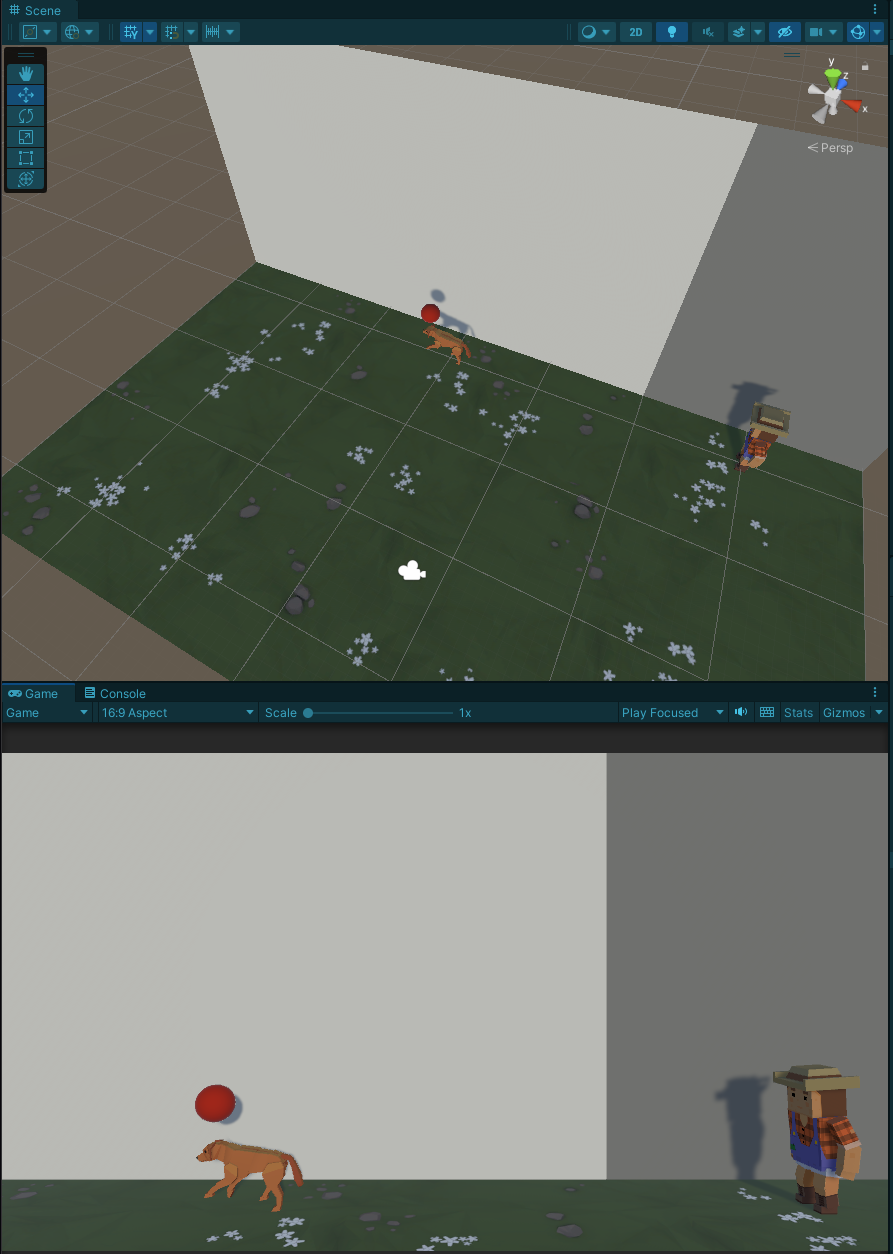 Scene
2D
y
z
x
Persp
Game
Console
Game
16:9 Aspect
Scale
1x
Play Focused
Stats
Gizmos